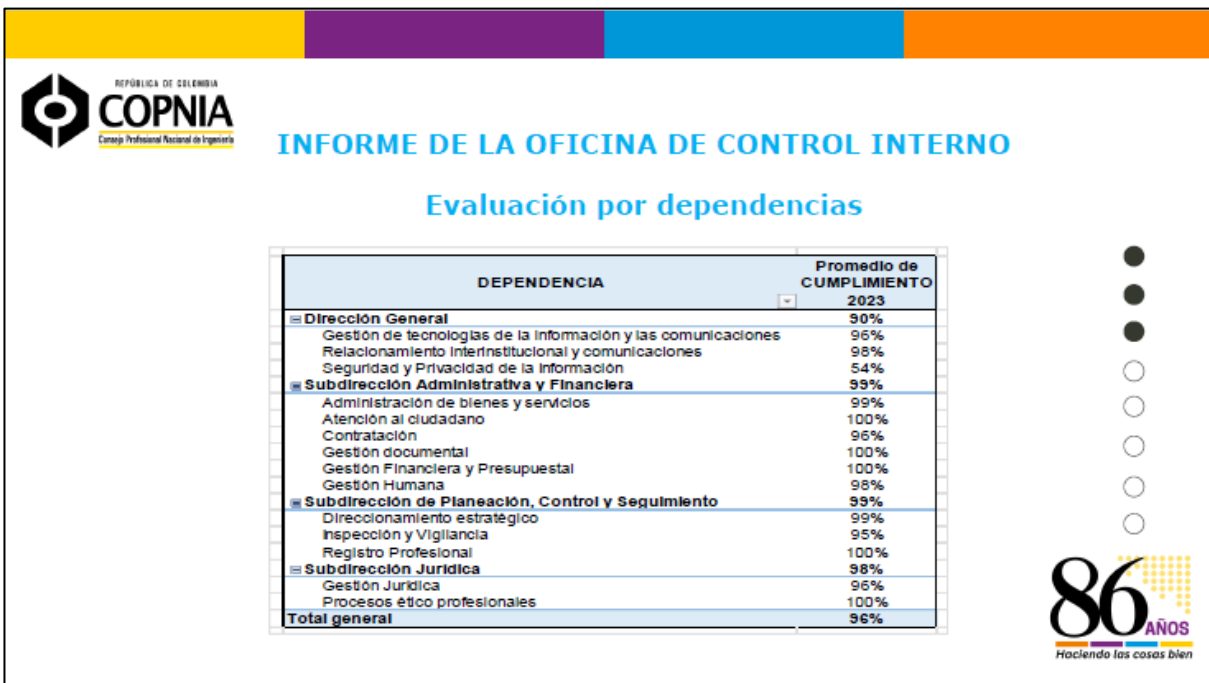 REPÚBLICA DE COLOMBIA
COPNIA
Consejo Profesional Nacional de Ingeniería
INFORME DE LA OFICINA DE CONTROL INTERNO
Evaluación por dependencias
DEPENDENCIA
Promedio de
CUMPLIMIENTO
2023
Dirección General 90%
Gestión de tecnologías de la información y las comunicaciones 96%
Relacionamiento interinstitucional y comunicaciones 98%
Seguridad y Privacidad de la Información 54%
Subdirección Administrativa y Financiera 99%
Administración de bienes y servicios 99%
Atención al ciudadano 100%
Contratación 96%
Gestión documental 100%
Gestión Financiera y Presupuestal 100%
Gestión Humana 98%
Subdirección de Planeación, Control y Seguimiento 99%
Direccionamiento estratégico 99%
Inspección y Vigilancia 95%
Registro Profesional 100%
Subdirección Jurídica 98%
Gestión Jurídica 96%
Procesos ético profesionales 100%
Total general 96%
86 AÑOS
Haciendo las cosas bien